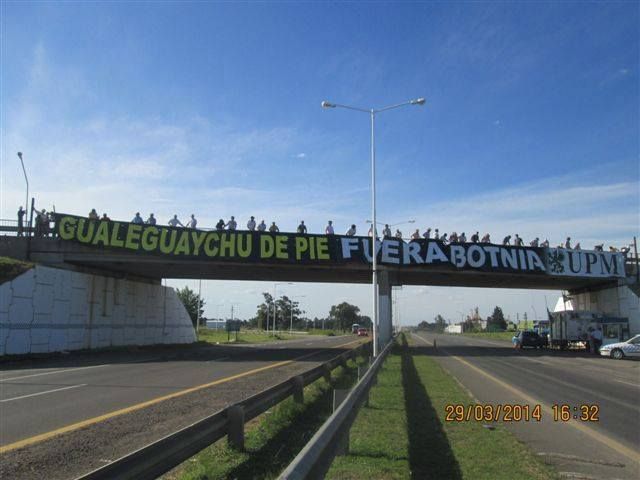 GUALEGUAYCHU DE PIE FUERA BOTNIA UPM
29/03/2014 16:32